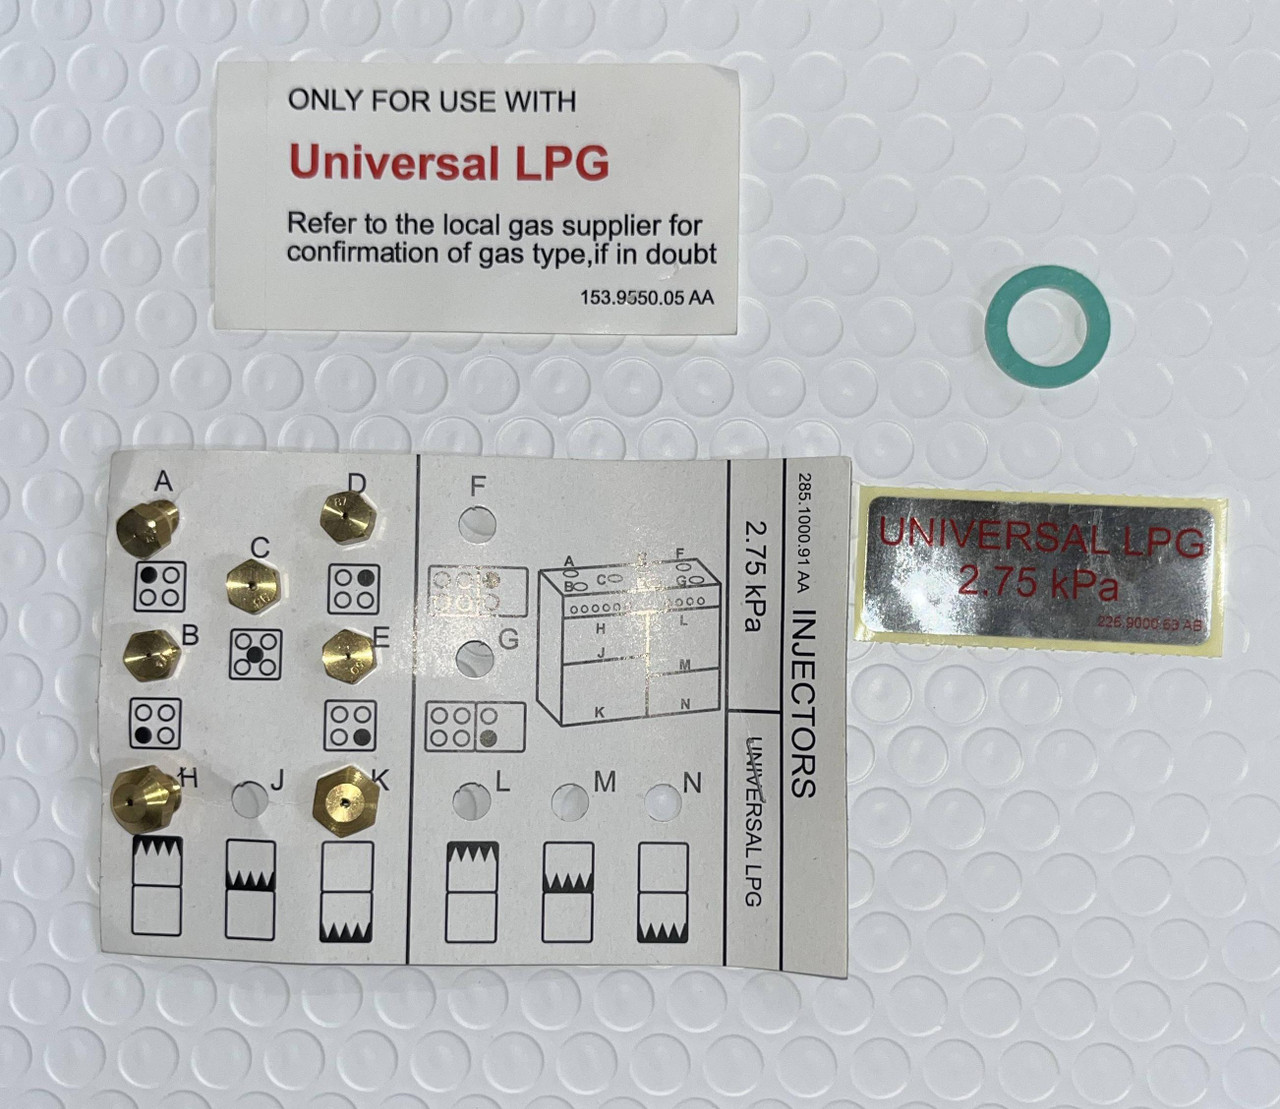 ONLY FOR USE WITH
Universal LPG
Refer to the local gas supplier for
confirmation of gas type,if in doubt
153.9550.05 AA
A
D
C
B
E
H
J
K
F
G
L
M
N
A
B
C
F
G
H
J
K
L
M
N
2.75 kPa
UNIVERSAL LPG
285.1000.91 AA
INJECTORS
UNIVERSAL LPG
2.75 kPa